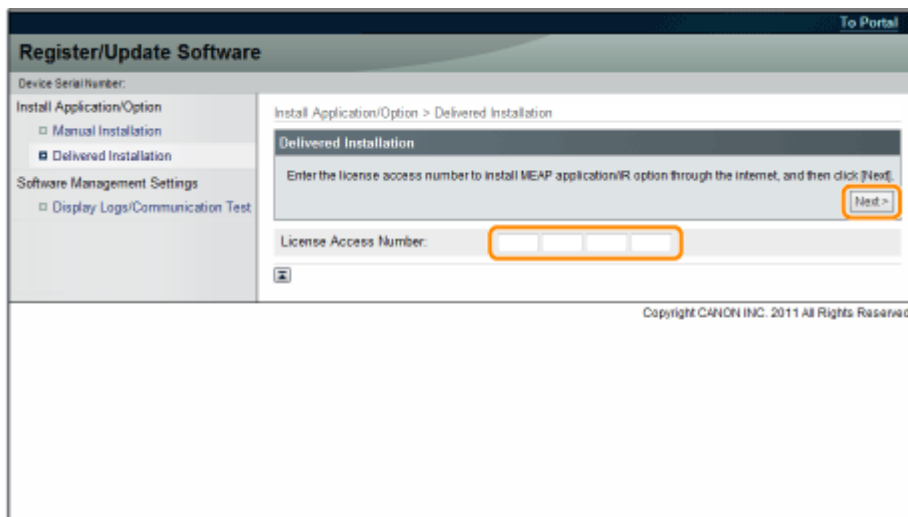 To Portal
Register/Update Software
Device Serial Number:
Install Application/Option
Manual Installation
Delivered Installation
Software Management Settings
Display Logs/Communication Test
Install Application/Option > Delivered Installation
Delivered Installation
Enter the license access number to install MEAP application/iR option through the internet, and then click [Next].
Next >
License Access Number:
Copyright CANON INC. 2011 All Rights Reserved